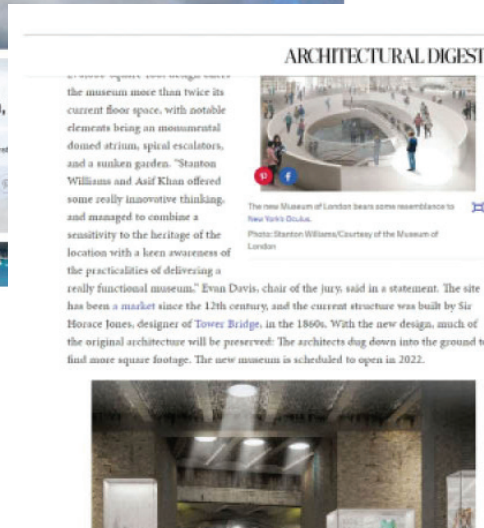 ARCHITECTURAL DIGEST
the museum more than twice its
current floor space, with notable
elements being an monumental
domed atrium, spiral escalators,
and a sunken garden. "Stanton
Williams and Asif Khan offered
some really innovative thinking,
and managed to combine a
sensitivity to the heritage of the
location with a keen awareness of
the practicalities of delivering a
The new Museum of London bears some resemblance to
New York's Oculus.
Photo: Stanton Williams/Courtesy of the Museum of
London
really functional museum," Evan Davis, chair of the jury, said in a statement. The site
has been a market since the 12th century, and the current structure was built by Sir
Horace Jones, designer of Tower Bridge, in the 1860s. With the new design, much of
the original architecture will be preserved: The architects dug down into the ground to
find more square footage. The new museum is scheduled to open in 2022.